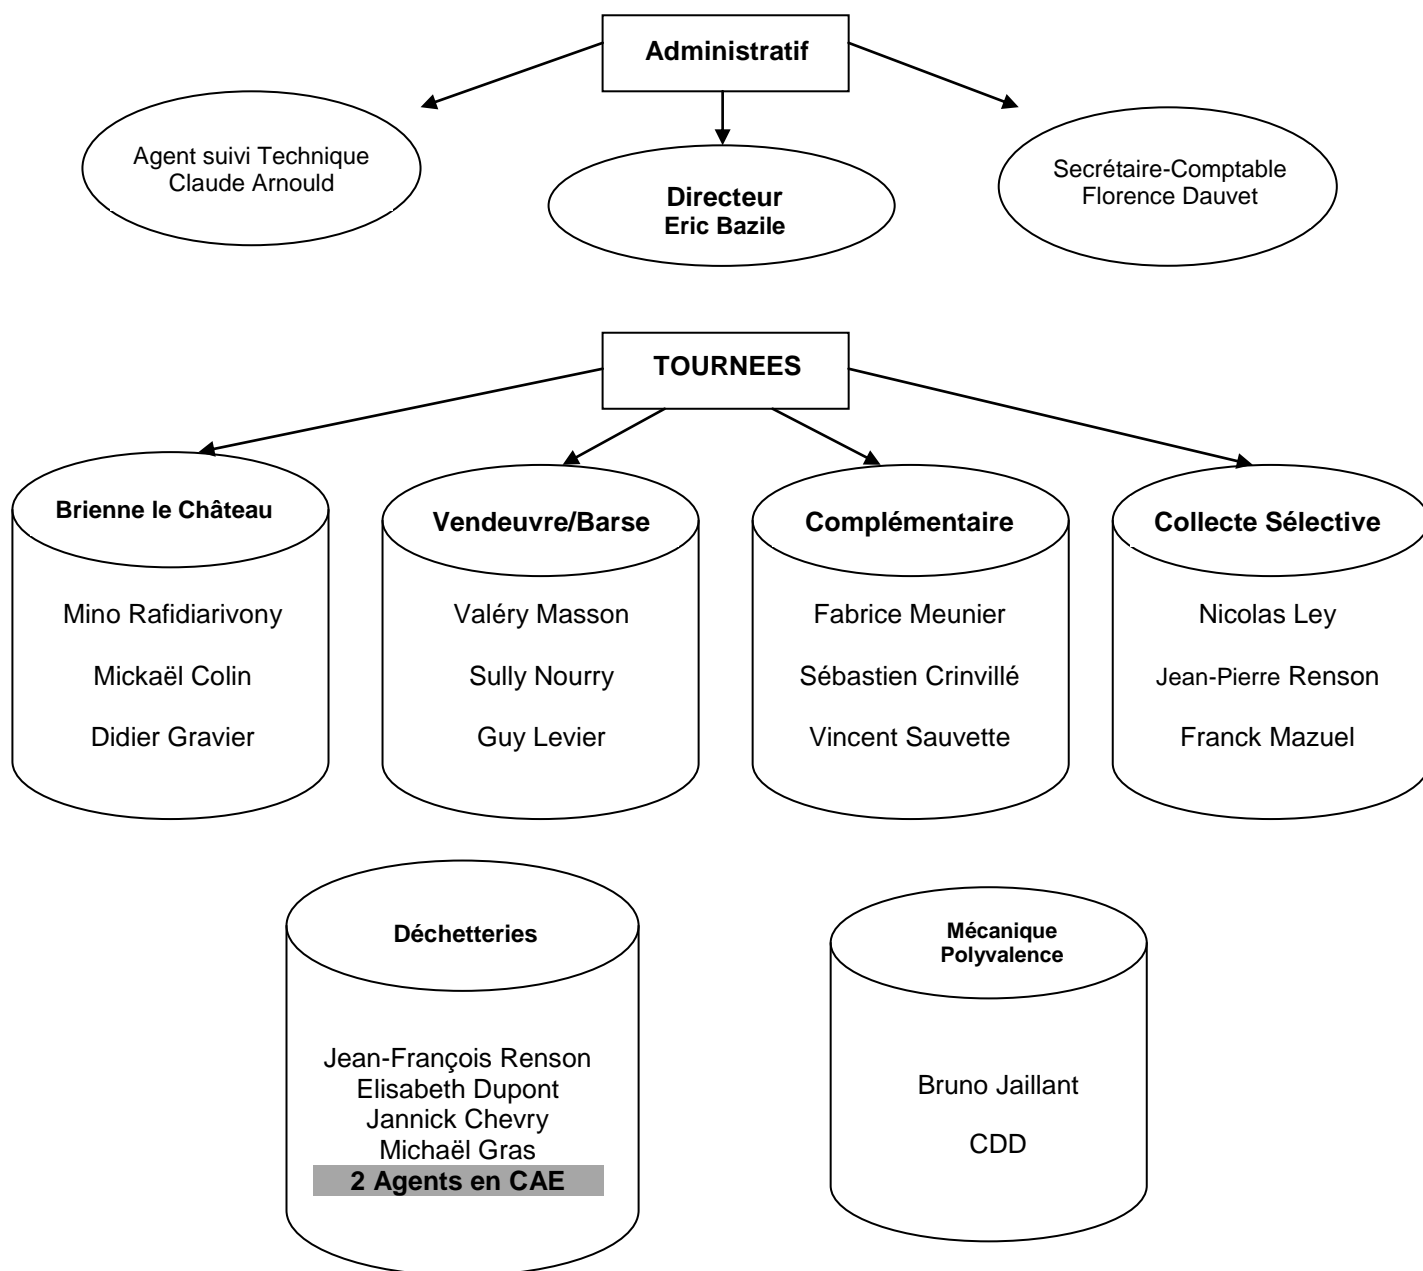 Administratif
Agent suivi Technique
Claude Arnould
Directeur
Eric Bazile
Secrétaire-Comptable
Florence Dauvet
TOURNEES
Brienne le Château
Mino Rafidiarivony
Mickaël Colin
Didier Gravier
Vendeuvre/Barse
Valéry Masson
Sully Nourry
Guy Levier
Complémentaire
Fabrice Meunier
Sébastien Crinvillé
Vincent Sauvette
Collecte Sélective
Nicolas Ley
Jean-Pierre Renson
Franck Mazuel
Déchetteries
Jean-François Renson
Elisabeth Dupont
Jannick Chevry
Michaël Gras
2 Agents en CAE
Mécanique
Polyvalence
Bruno Jaillant
CDD